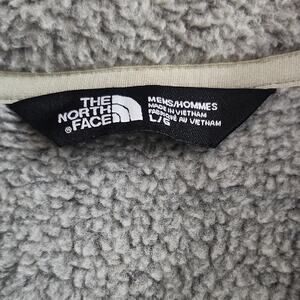 THE
NORTH
FACE
®
MENS/HOMMES
MADE IN VIETNAM
FABRIQUÉ AU VIETNAM
L/G